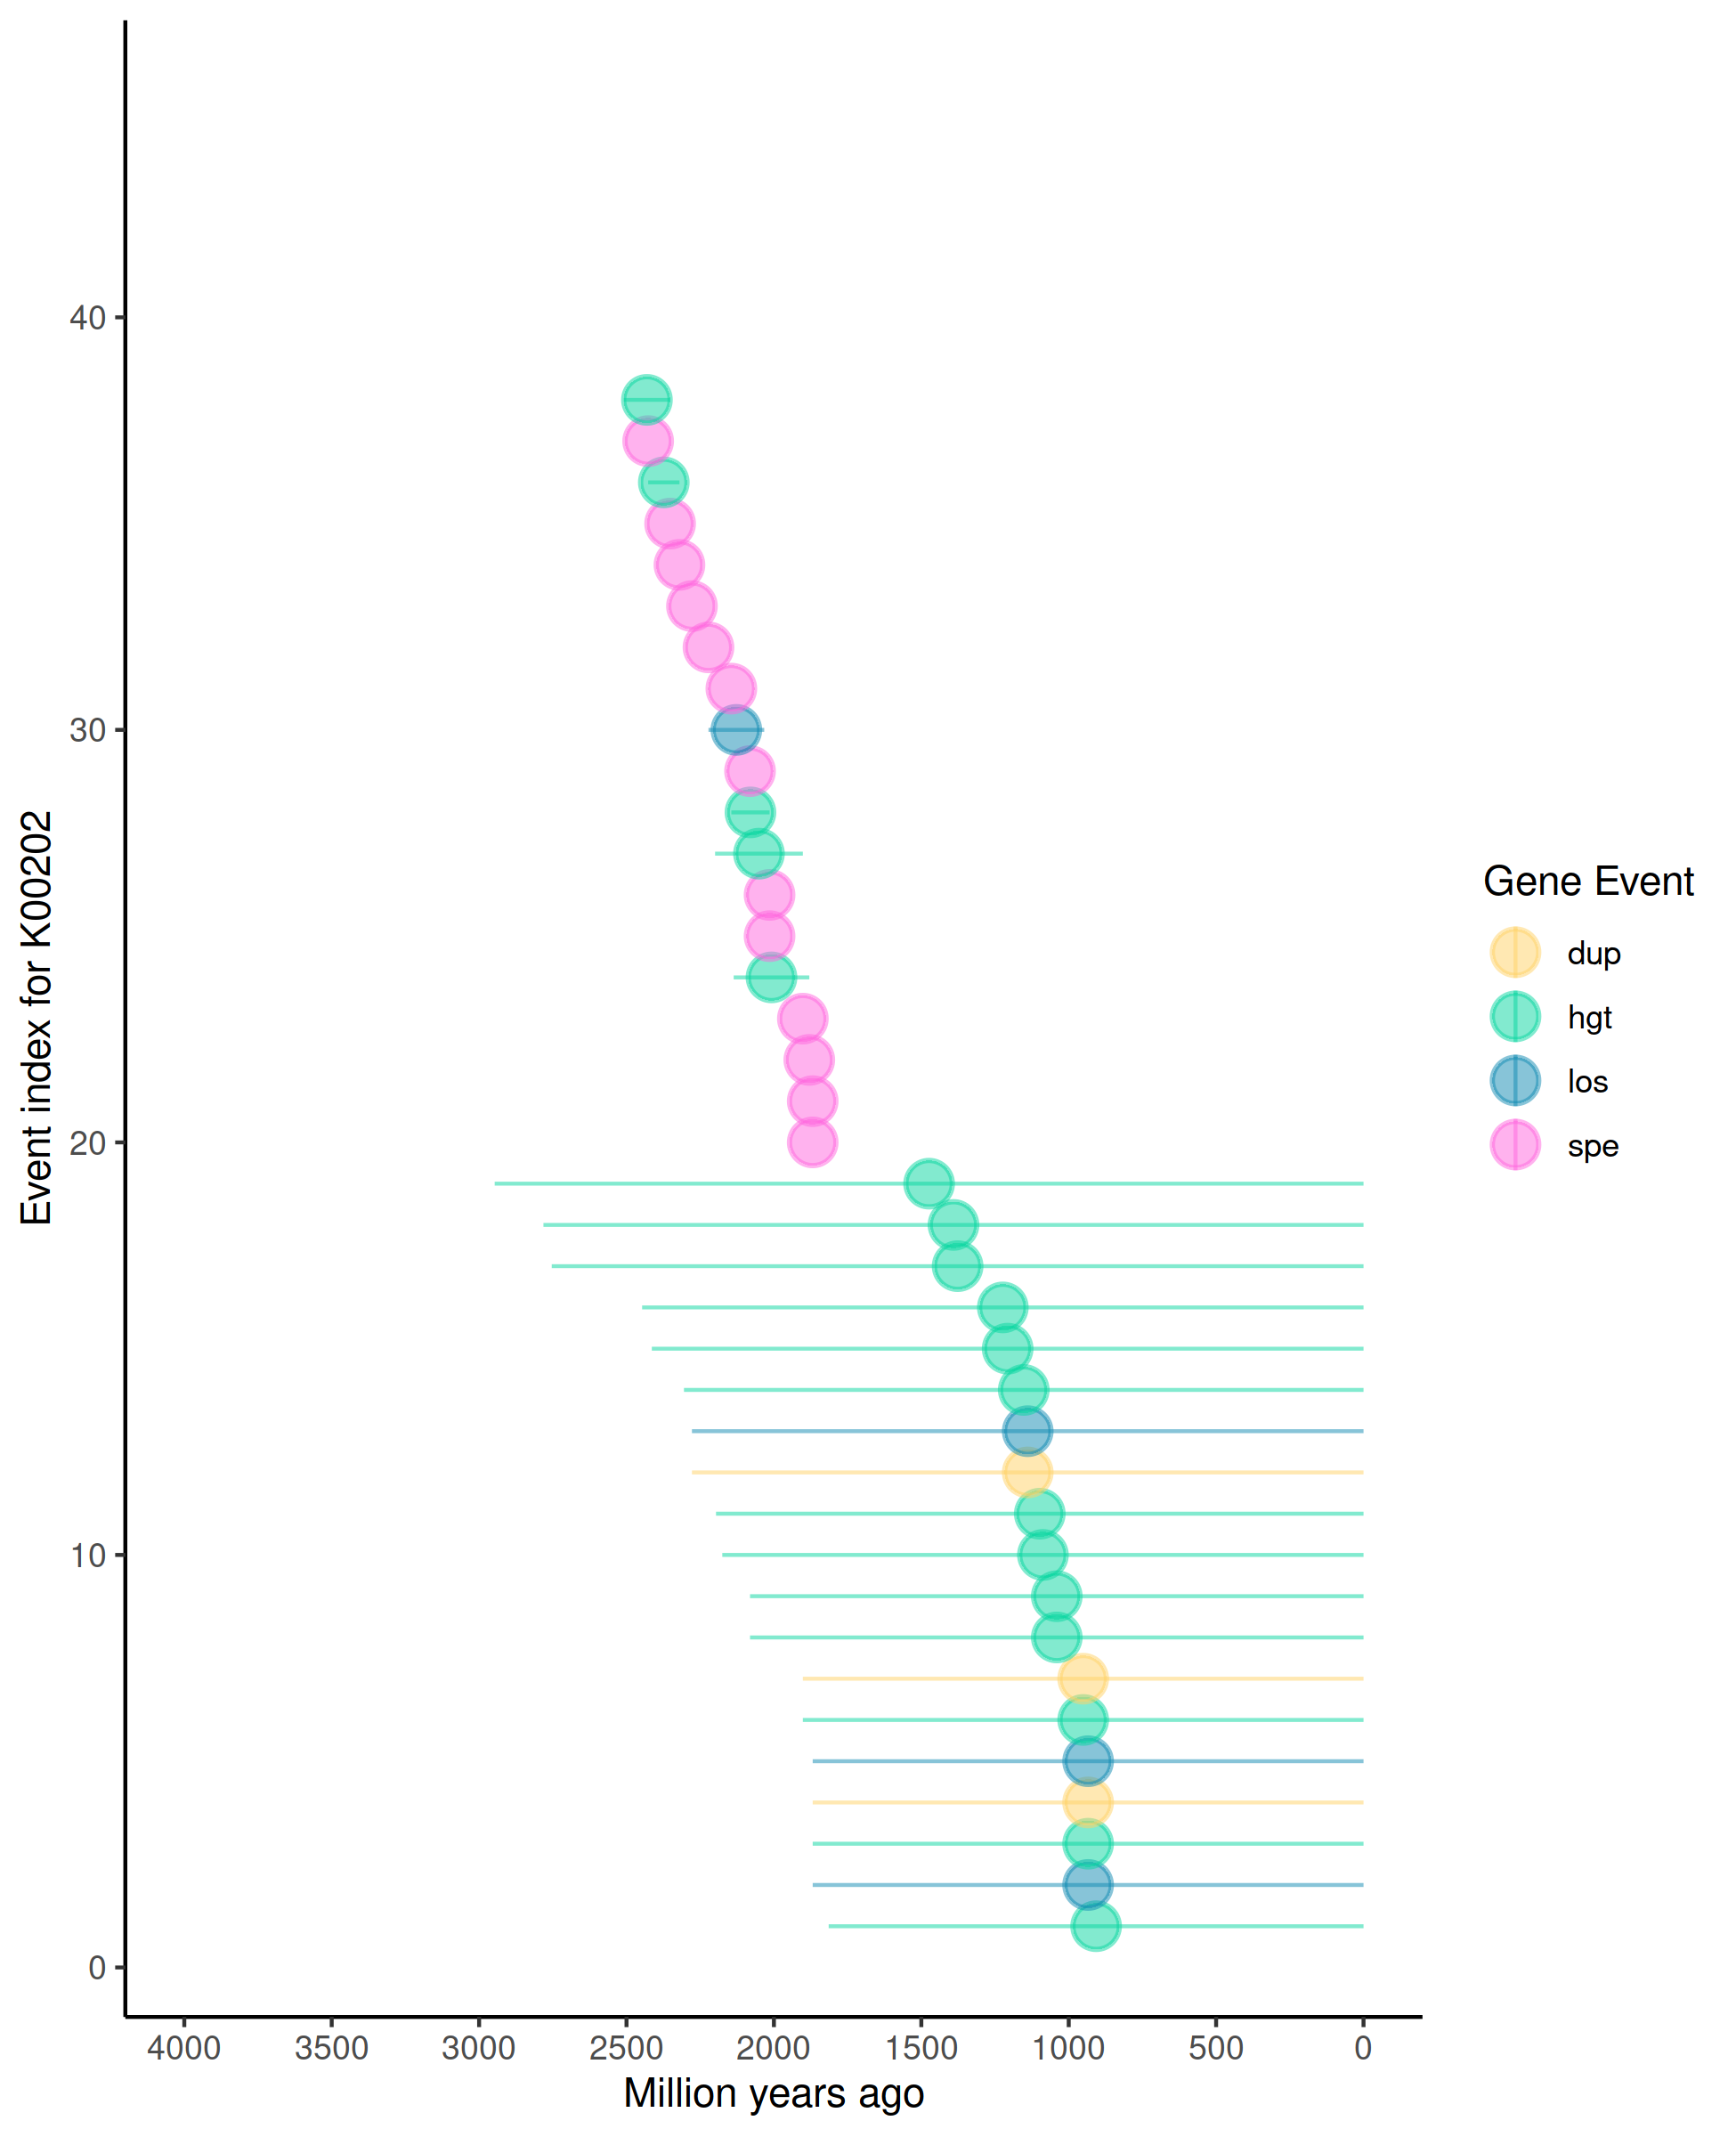 Event index for K00202
40
30
20
10
0
4000 3500 3000 2500 2000 1500 1000 500 0
Million years ago
Gene Event
dup
hgt
los
spe